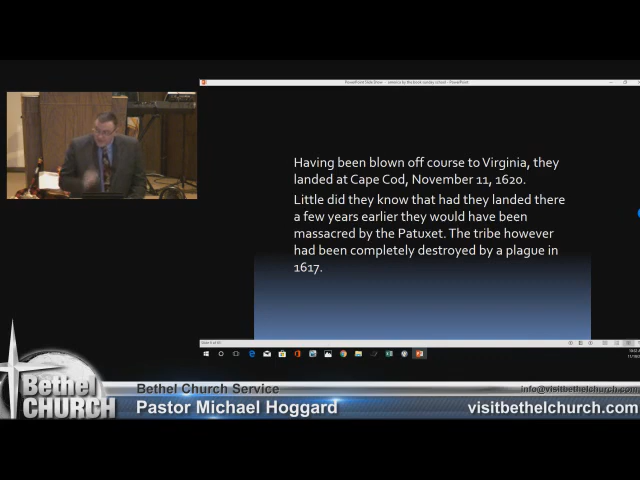 Having been blown off course to Virginia, they
landed at Cape Cod, November 11, 1620.
Little did they know that had they landed there
a few years earlier they would have been
massacred by the Patuxet. The tribe however
had been completely destroyed by a plague in
1617.
Bethel
CHURCH
Bethel Church Service
info@visitbethelchurch.com
Pastor Michael Hoggard
visitbethelchurch.com